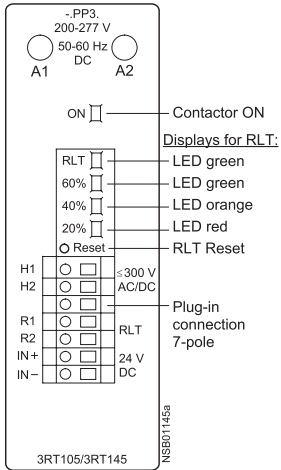 -.PP3.
200-277 V
50-60 Hz
DC
A1
A2
ON
Contactor ON
Displays for RLT:
RLT
LED green
60%
LED green
40%
LED orange
20%
LED red
Reset
RLT Reset
H1
≤300 V
H2
AC/DC
Plug-in
connection
7-pole
R1
RLT
R2
IN+
24 V
IN−
DC
3RT105/3RT145
NSB01145a